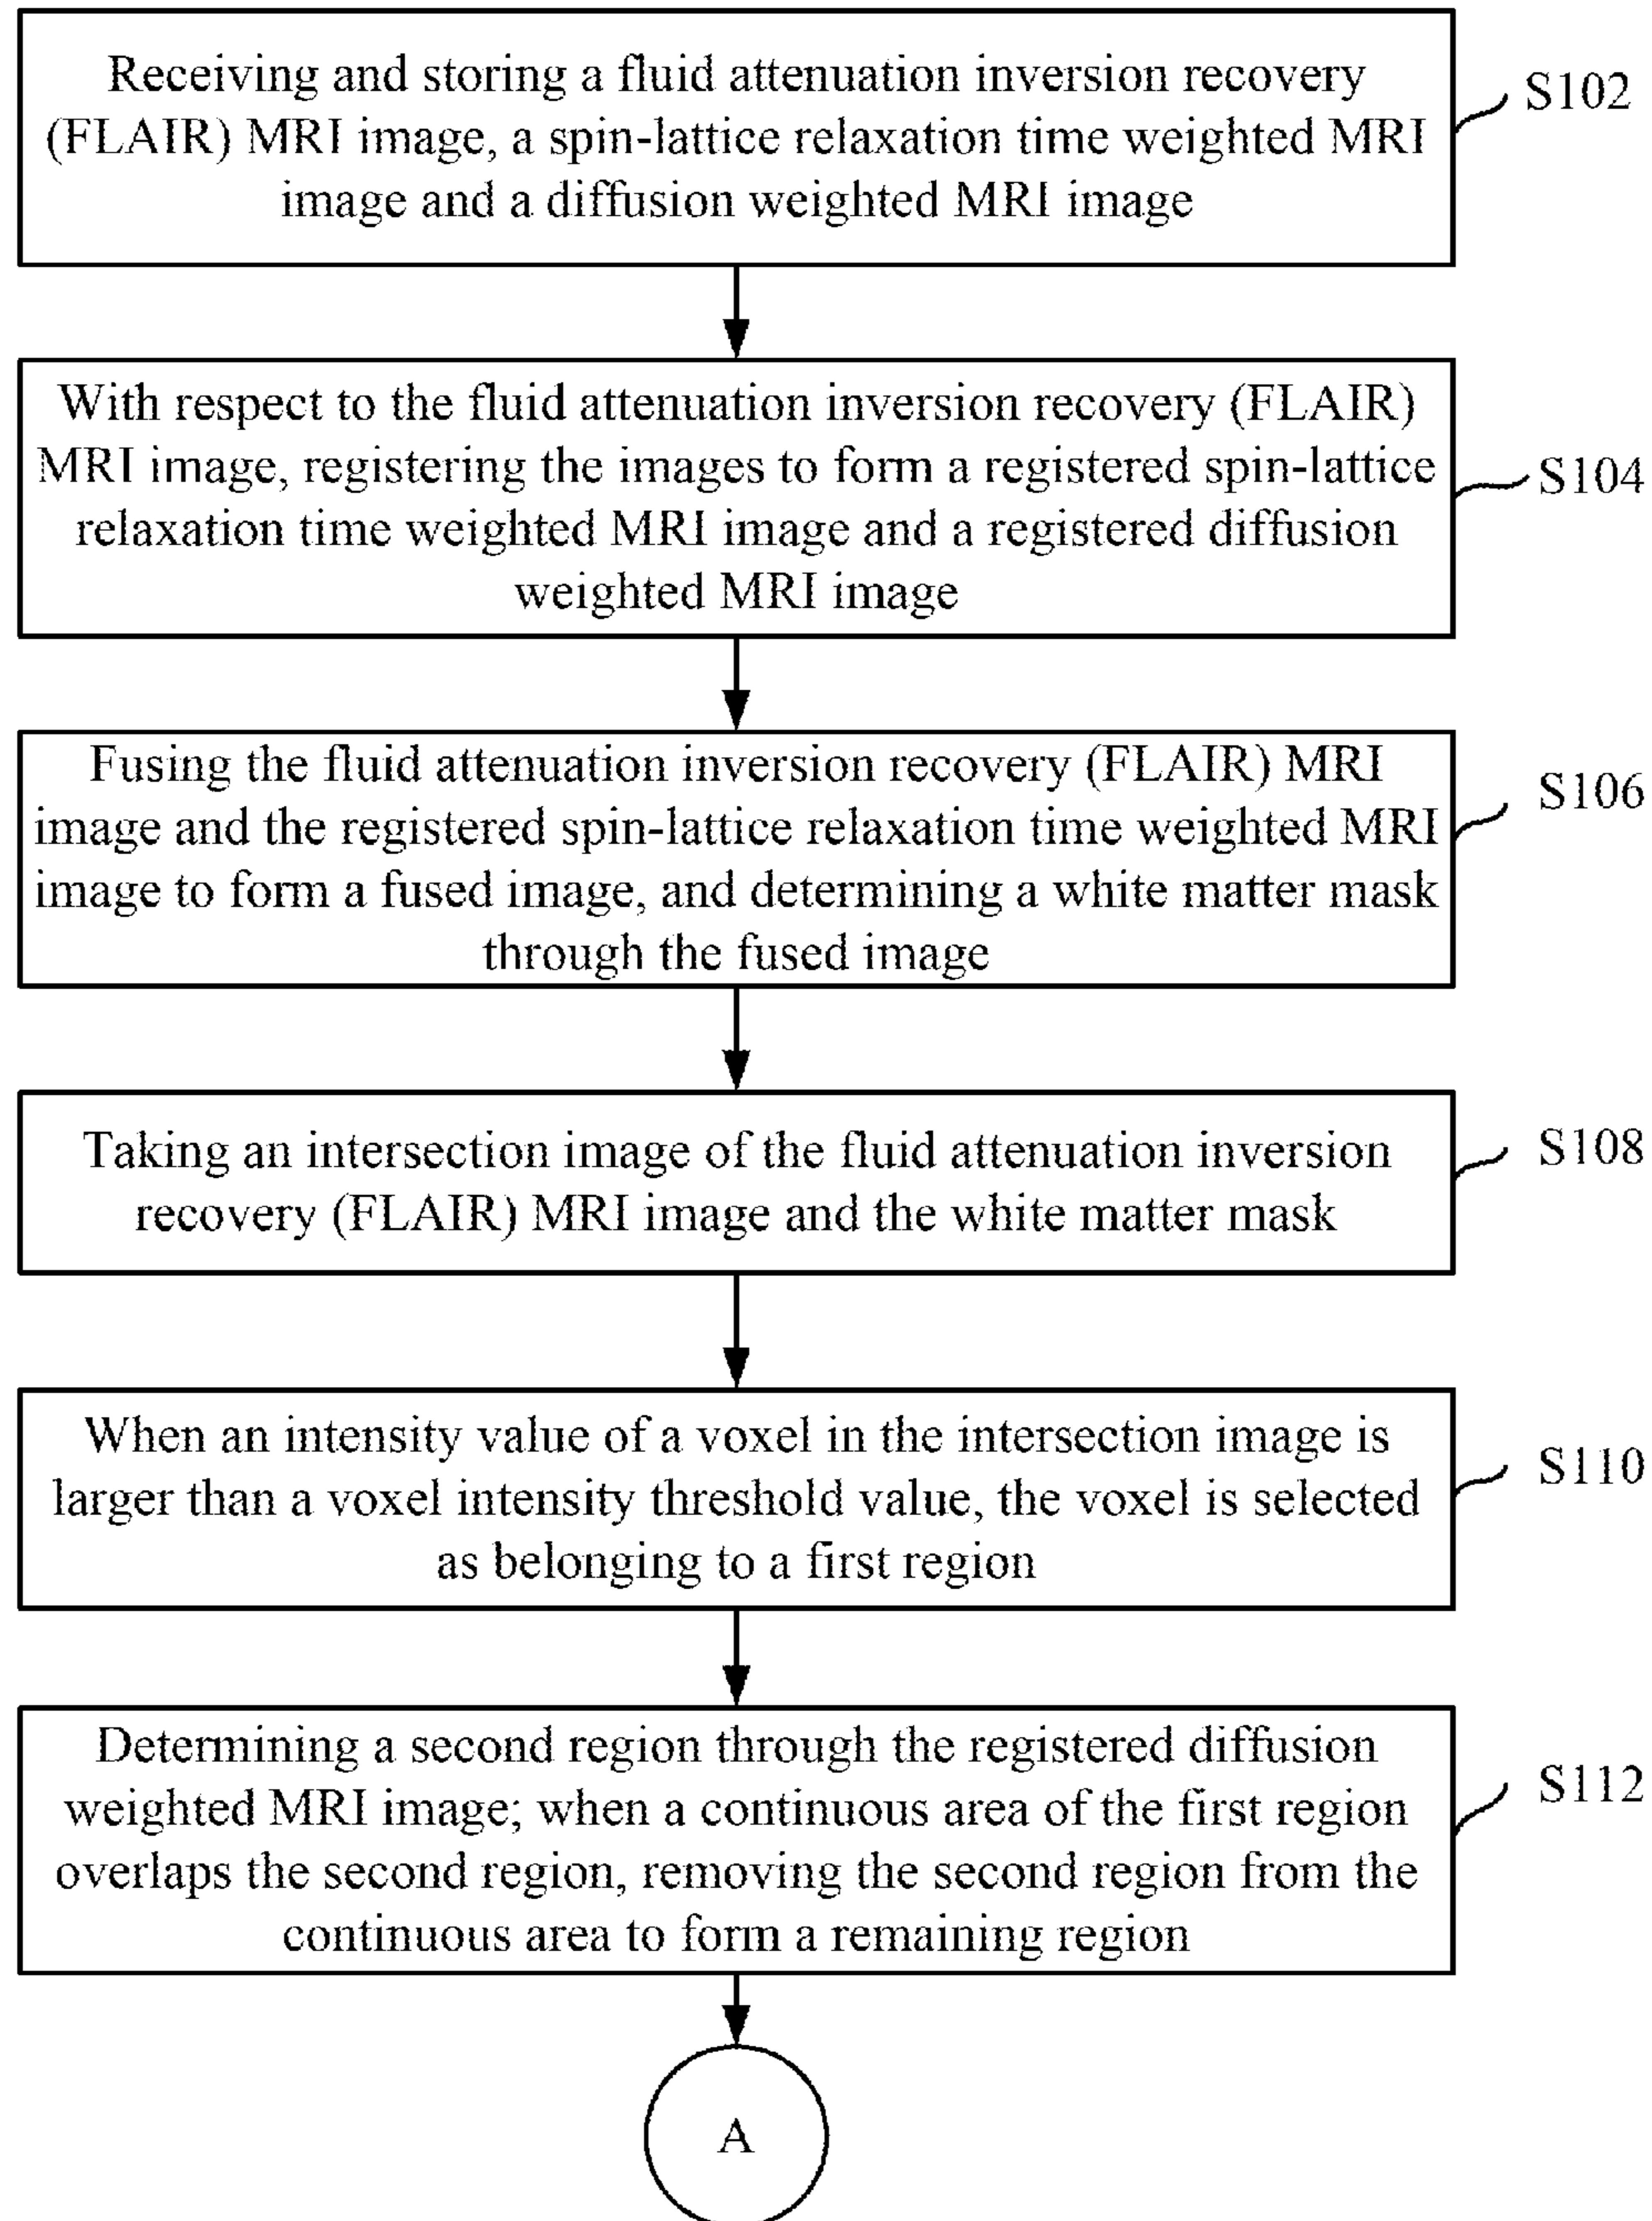 Receiving and storing a fluid attenuation inversion recovery
(FLAIR) MRI image, a spin-lattice relaxation time weighted MRI
image and a diffusion weighted MRI image
S102
With respect to the fluid attenuation inversion recovery (FLAIR)
MRI image, registering the images to form a registered spin-lattice
relaxation time weighted MRI image and a registered diffusion
weighted MRI image
S104
Fusing the fluid attenuation inversion recovery (FLAIR) MRI
image and the registered spin-lattice relaxation time weighted MRI
image to form a fused image, and determining a white matter mask
through the fused image
S106
Taking an intersection image of the fluid attenuation inversion
recovery (FLAIR) MRI image and the white matter mask
S108
When an intensity value of a voxel in the intersection image is
larger than a voxel intensity threshold value, the voxel is selected
as belonging to a first region
S110
Determining a second region through the registered diffusion
weighted MRI image; when a continuous area of the first region
overlaps the second region, removing the second region from the
continuous area to form a remaining region
S112
A